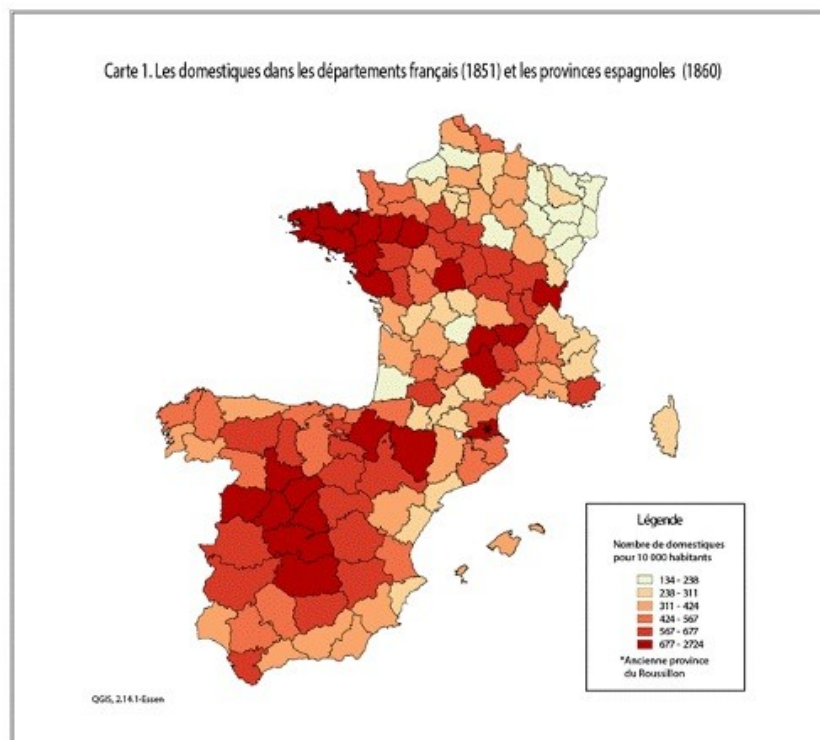 Carte 1. Les domestiques dans les départements français (1851) et les provinces espagnoles (1860)
Légende
Nombre de domestiques
pour 10 000 habitants
134 - 238
238 - 311
311 - 424
424 - 567
567 - 677
677 - 2724
*Ancienne province
du Roussillon
QGIS, 2.14.1-Essen